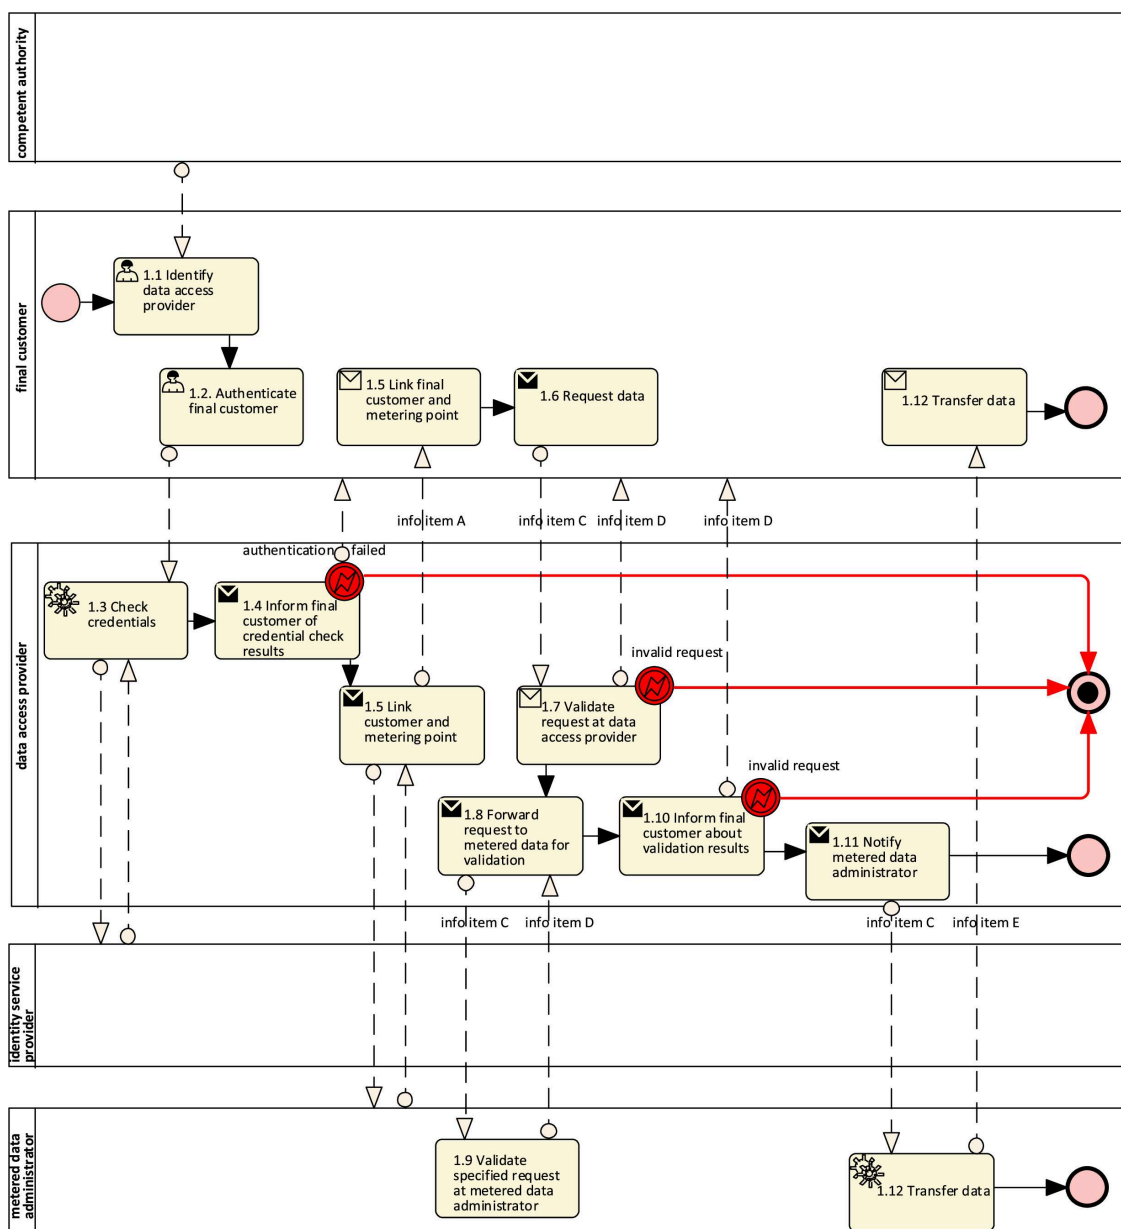 competent authority
final customer
1.1 Identify
data access
provider
1.2. Authenticate
final customer
1.5 Link final
customer and
metering point
1.6 Request data
1.12 Transfer data
info item A
info item C
info item D
info item D
data access provider
authentication failed
1.3 Check
credentials
1.4 Inform final
customer of
credential check
results
1.5 Link
customer and
metering point
invalid request
1.7 Validate
request at data
access provider
invalid request
1.8 Forward
request to
metered data for
validation
1.10 Inform final
customer about
validation results
1.11 Notify
metered data
administrator
info item C
info item D
info item C
info item E
identity service
provider
metered data
administrator
1.9 Validate
specified request
at metered data
administrator
1.12 Transfer data